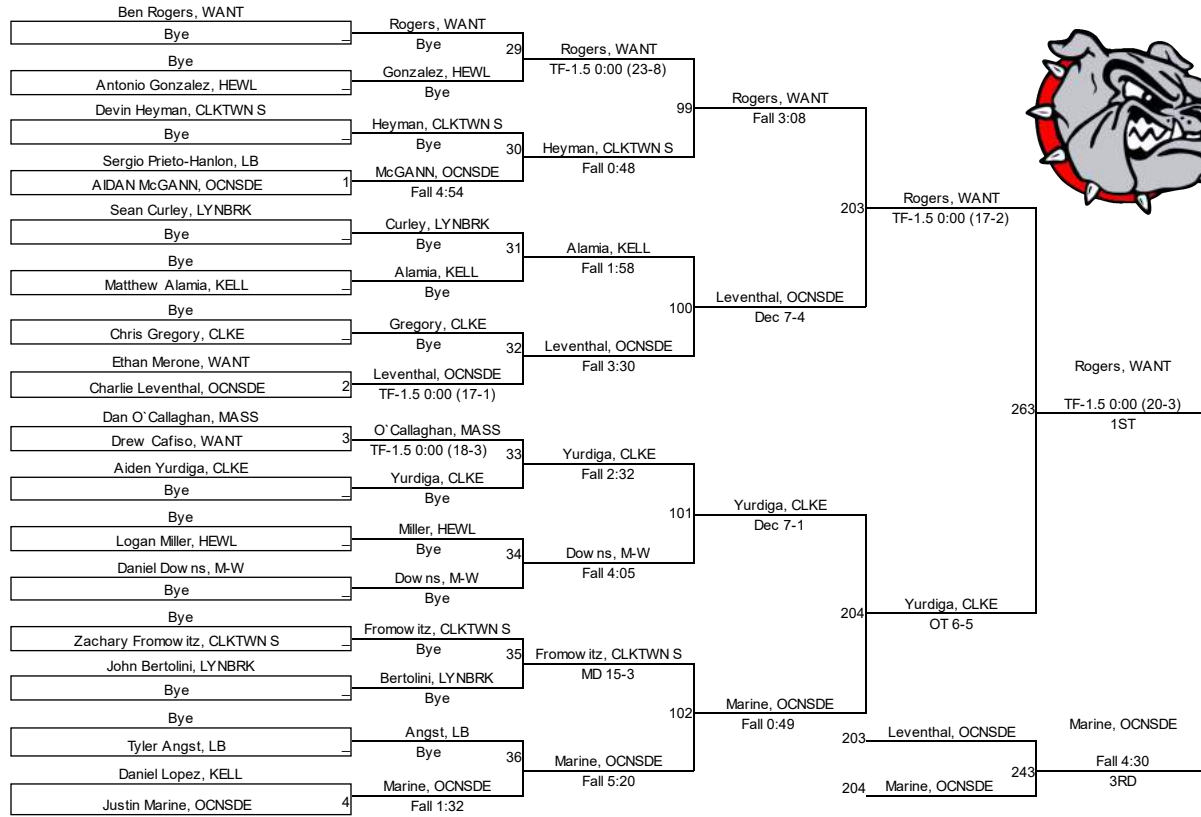 Ben Rogers, WANT
Bye _
Bye
Antonio Gonzalez, HEWL _
Devin Heyman, CLKTWN S
Bye _
Sergio Prieto-Hanlon, LB
AIDAN McGANN, OCNSDE 1
Sean Curley, LYNBRK
Bye _
Bye
Matthew Alamia, KELL _
Bye
Chris Gregory, CLKE _
Ethan Merone, WANT
Charlie Leventhal, OCNSDE 2
Dan O`Callaghan, MASS
Drew Cafiso, WANT 3
Aiden Yurdiga, CLKE
Bye _
Bye
Logan Miller, HEWL _
Daniel Downs, M-W
Bye _
Bye
Zachary Fromowitz, CLKTWN S _
John Bertolini, LYNBRK
Bye _
Bye
Tyler Angst, LB _
Daniel Lopez, KELL
Justin Marine, OCNSDE 4
Rogers, WANT
Bye
29
Gonzalez, HEWL
Bye
Heyman, CLKTWN S
Bye
30
McGANN, OCNSDE
Fall 4:54
Curley, LYNBRK
Bye
31
Alamia, KELL
Bye
Gregory, CLKE
Bye
32
Leventhal, OCNSDE
TF-1.5 0:00 (17-1)
O`Callaghan, MASS
TF-1.5 0:00 (18-3)
33
Yurdiga, CLKE
Bye
Miller, HEWL
Bye
34
Downs, M-W
Bye
Fromowitz, CLKTWN S
Bye
35
Bertolini, LYNBRK
Bye
Angst, LB
Bye
36
Marine, OCNSDE
Fall 1:32
Rogers, WANT
TF-1.5 0:00 (23-8)
99
Heyman, CLKTWN S
Fall 0:48
Alamia, KELL
Fall 1:58
100
Leventhal, OCNSDE
Fall 3:30
Yurdiga, CLKE
Fall 2:32
101
Downs, M-W
Fall 4:05
Fromowitz, CLKTWN S
MD 15-3
102
Marine, OCNSDE
Fall 5:20
Rogers, WANT
Fall 3:08
203
Leventhal, OCNSDE
Dec 7-4
Yurdiga, CLKE
Dec 7-1
204
Marine, OCNSDE
Fall 0:49
Rogers, WANT
TF-1.5 0:00 (17-2)
263
Yurdiga, CLKE
OT 6-5
Rogers, WANT
TF-1.5 0:00 (20-3)
1ST
203 Leventhal, OCNSDE
243
204 Marine, OCNSDE
Marine, OCNSDE
Fall 4:30
3RD